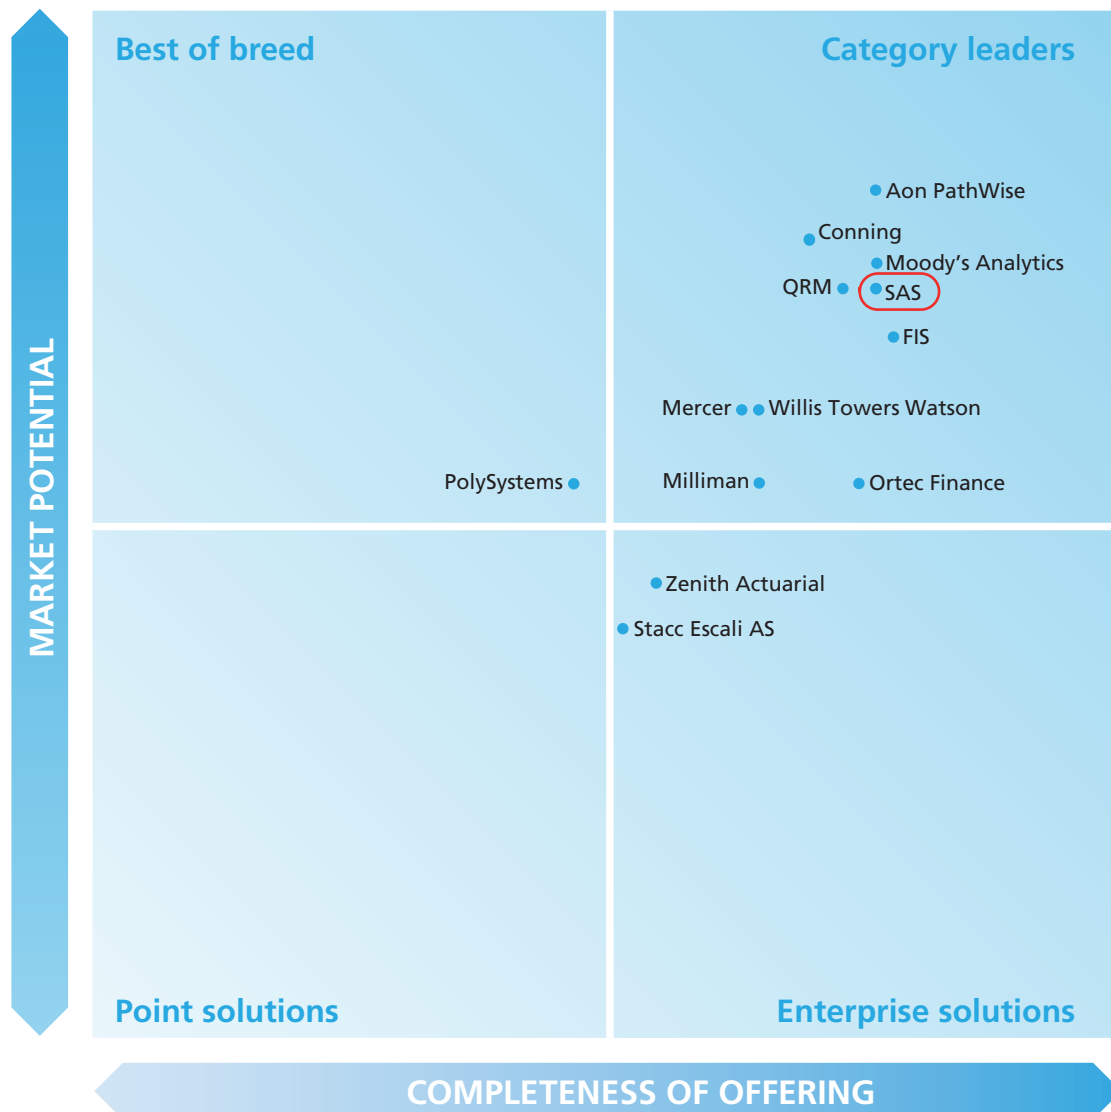 Best of breed
Category leaders
Aon PathWise
Conning
Moody’s Analytics
QRM
SAS
FIS
Mercer
Willis Towers Watson
PolySystems
Milliman
Ortec Finance
MARKET POTENTIAL
Zenith Actuarial
Stacc Escali AS
Point solutions
Enterprise solutions
COMPLETENESS OF OFFERING